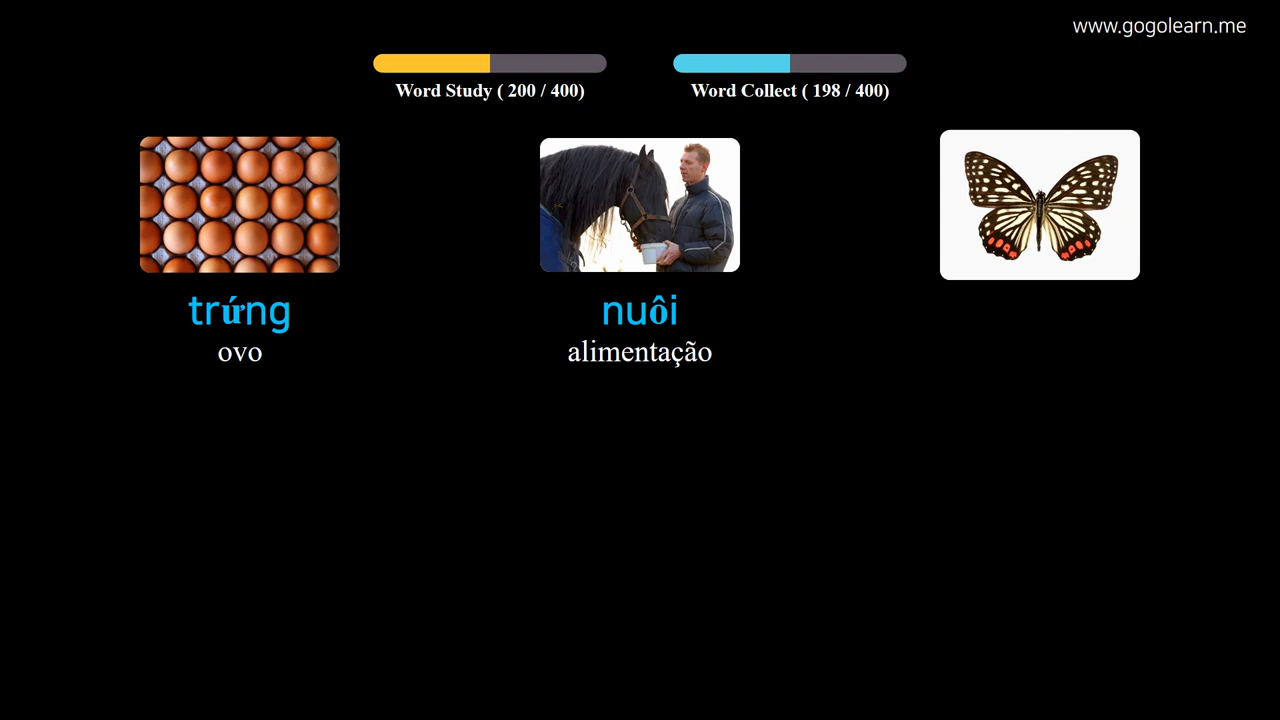 www.gogolearn.me
Word Study ( 200 / 400)
Word Collect ( 198 / 400)
trứng
nuôi
ovo
alimentação